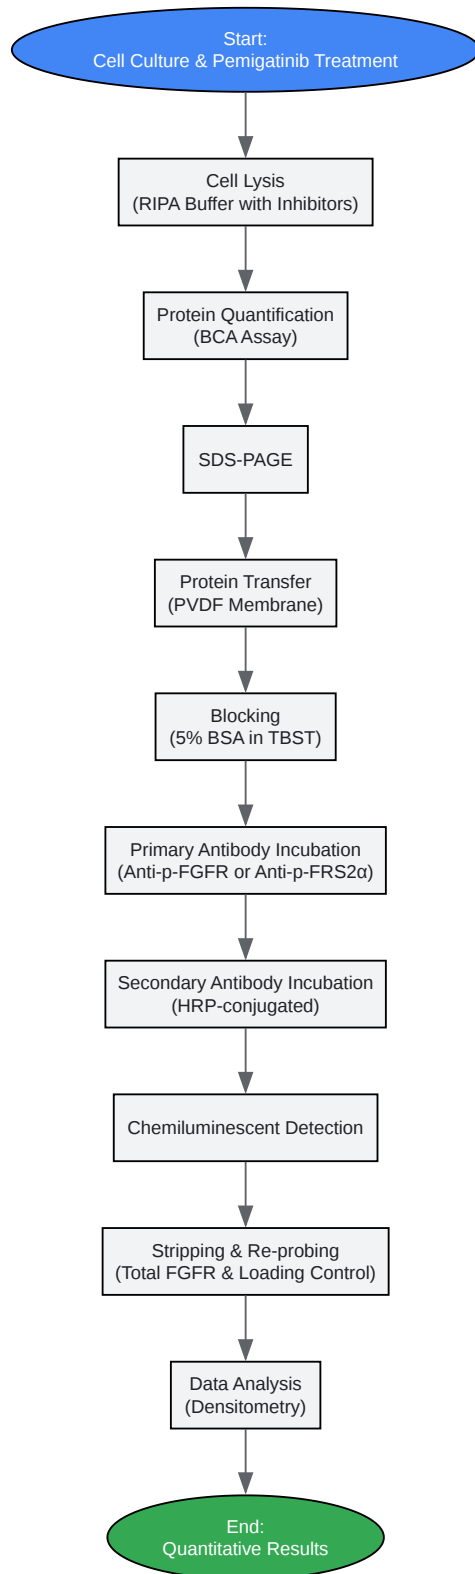 Start:
Cell Culture & Pemigatinib Treatment
Cell Lysis
(RIPA Buffer with Inhibitors)
Protein Quantification
(BCA Assay)
SDS-PAGE
Protein Transfer
(PVDF Membrane)
Blocking
(5% BSA in TBST)
Primary Antibody Incubation
(Anti-p-FGFR or Anti-p-FRS2α)
Secondary Antibody Incubation
(HRP-conjugated)
Chemiluminescent Detection
Stripping & Re-probing
(Total FGFR & Loading Control)
Data Analysis
(Densitometry)
End:
Quantitative Results